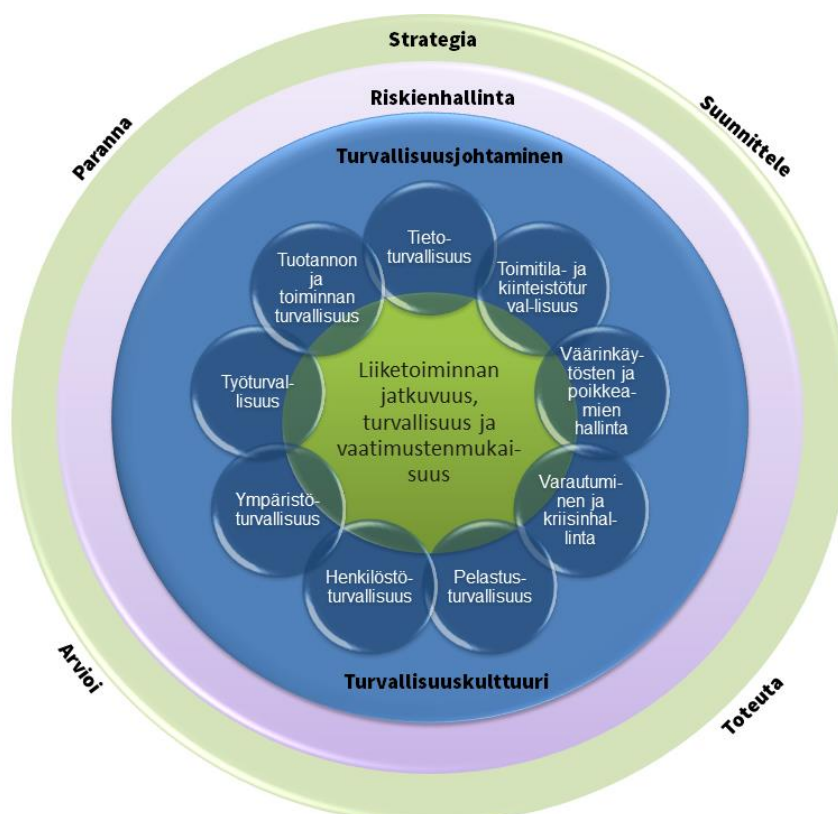 Strategia
Suunnittele
Paranna
Riskienhallinta
Turvallisuusjohtaminen
Tieto-
turvallisuus
Toimitila- ja
kiinteistötur
val-lisuus
Väärinkäy-
tösten ja
poikkea-
mien
hallinta
Varautumi-
nen ja
kriisinhal-
linta
Pelastus-
turvallisuus
Henkilöstö-
turvallisuus
Ympäristö-
turvallisuus
Työturval-
lisuus
Tuotannon
ja
toiminnan
turvallisuus
Liiketoiminnan
jatkuvuus,
turvallisuus ja
vaatimustenmukai-
suus
Turvallisuuskulttuuri
Toteuta
Arvioi